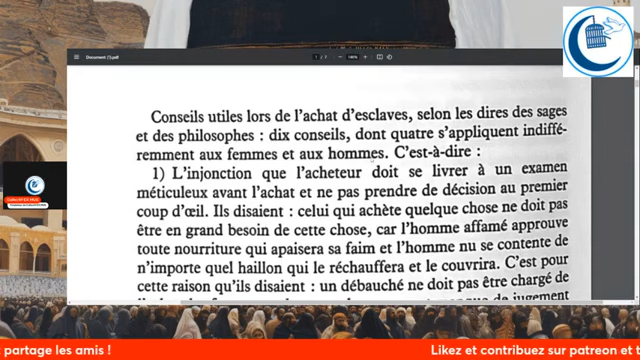 Document (1).pdf
1 / 7
Conseils utiles lors de l'achat d'esclaves, selon les dires des sages
et des philosophes : dix conseils, dont quatre s'appliquent indiffé-
remment aux femmes et aux hommes. C'est-à-dire :
1) L'injonction que l'acheteur doit se livrer à un examen
méticuleux avant l'achat et ne pas prendre de décision au premier
coup d'œil. Ils disaient : celui qui achète quelque chose ne doit pas
être en grand besoin de cette chose, car l'homme affamé approuve
toute nourriture qui apaisera sa faim et l'homme nu se contente de
n'importe quel haillon qui le réchauffera et le couvrira. C'est pour
cette raison qu'ils disaient : un débauché ne doit pas être chargé de
de jugement
partage les amis !
Likez et contribuez sur patreon et t